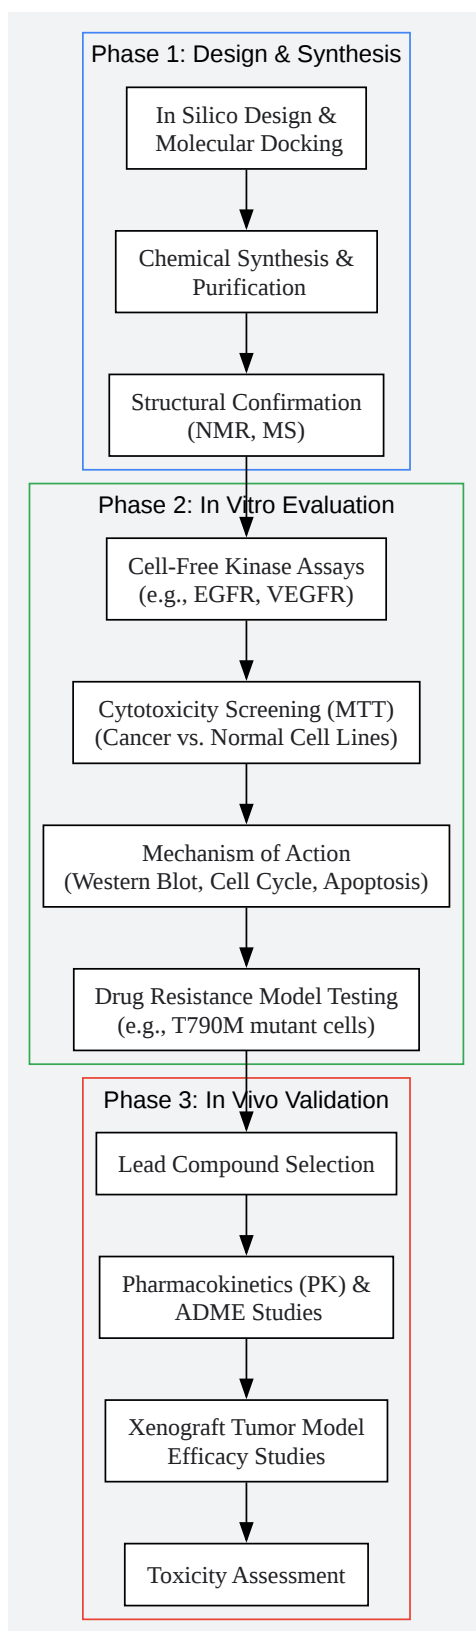 Phase 1: Design & Synthesis
In Silico Design &
Molecular Docking
Chemical Synthesis &
Purification
Structural Confirmation
(NMR, MS)
Phase 2: In Vitro Evaluation
Cell-Free Kinase Assays
(e.g., EGFR, VEGFR)
Cytotoxicity Screening (MTT)
(Cancer vs. Normal Cell Lines)
Mechanism of Action
(Western Blot, Cell Cycle, Apoptosis)
Drug Resistance Model Testing
(e.g., T790M mutant cells)
Phase 3: In Vivo Validation
Lead Compound Selection
Pharmacokinetics (PK) &
ADME Studies
Xenograft Tumor Model
Efficacy Studies
Toxicity Assessment